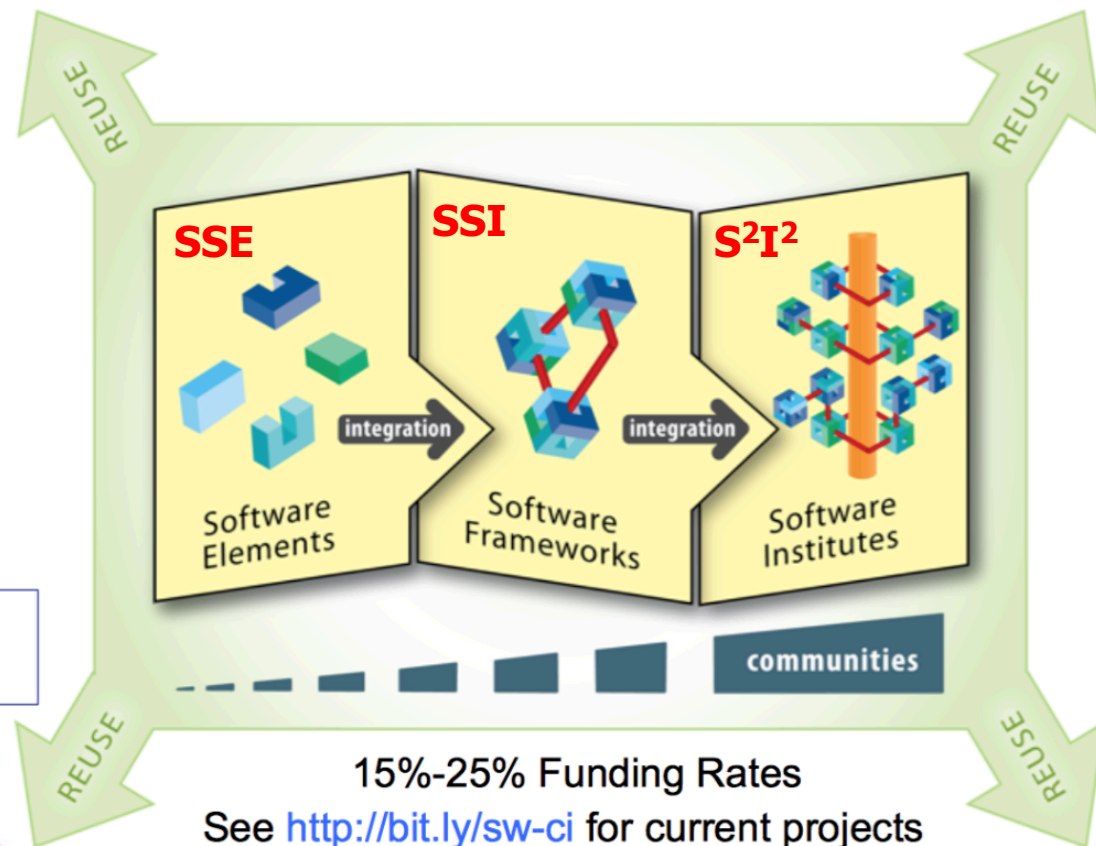 REUSE
REUSE
SSE
SSI
S²I²
integration
integration
Software
Elements
Software
Frameworks
Software
Institutes
communities
REUSE
REUSE
15%-25% Funding Rates
See http://bit.ly/sw-ci for current projects